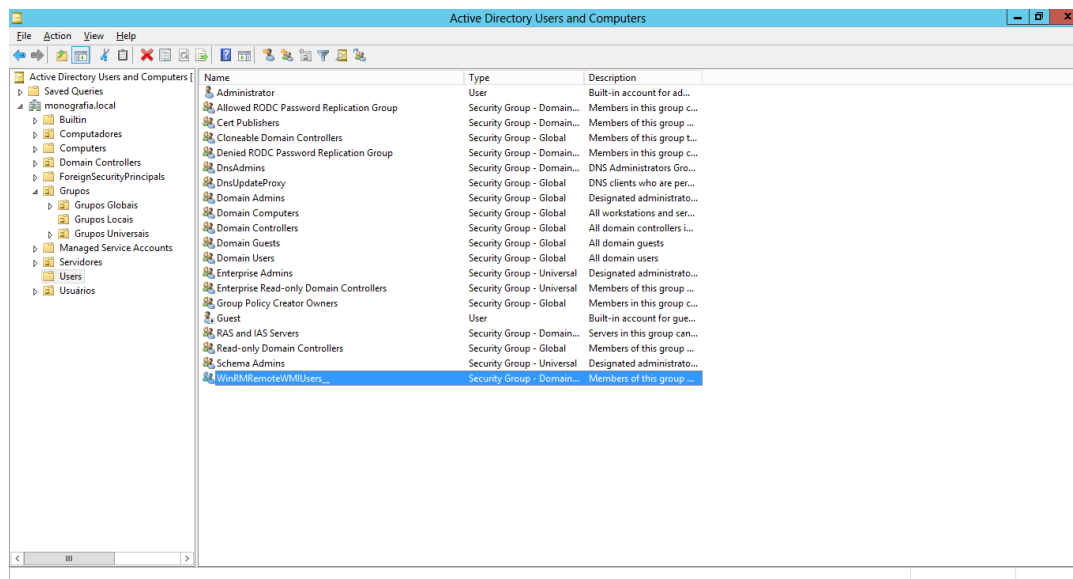 Active Directory Users and Computers
File Action View Help
Active Directory Users and Computers [
Saved Queries
monografia.local
Builtin
Computadores
Computers
Domain Controllers
ForeignSecurityPrincipals
Grupos
Grupos Globais
Grupos Locais
Grupos Universais
Managed Service Accounts
Servidores
Users
Usuários
Name Type Description
Administrator User Built-in account for ad...
Allowed RODC Password Replication Group Security Group - Domain... Members in this group c...
Cert Publishers Security Group - Domain... Members of this group ...
Cloneable Domain Controllers Security Group - Global Members of this group t...
Denied RODC Password Replication Group Security Group - Domain... Members in this group c...
DnsAdmins Security Group - Domain... DNS Administrators Gro...
DnsUpdateProxy Security Group - Global DNS clients who are per...
Domain Admins Security Group - Global Designated administrato...
Domain Computers Security Group - Global All workstations and ser...
Domain Controllers Security Group - Global All domain controllers i...
Domain Guests Security Group - Global All domain guests
Domain Users Security Group - Global All domain users
Enterprise Admins Security Group - Universal Designated administrato...
Enterprise Read-only Domain Controllers Security Group - Universal Members of this group ...
Group Policy Creator Owners Security Group - Global Members in this group c...
Guest User Built-in account for gue...
RAS and IAS Servers Security Group - Domain... Servers in this group can...
Read-only Domain Controllers Security Group - Global Members of this group ...
Schema Admins Security Group - Universal Designated administrato...
WinRMRemoteWMIUsers__ Security Group - Domain... Members of this group ...